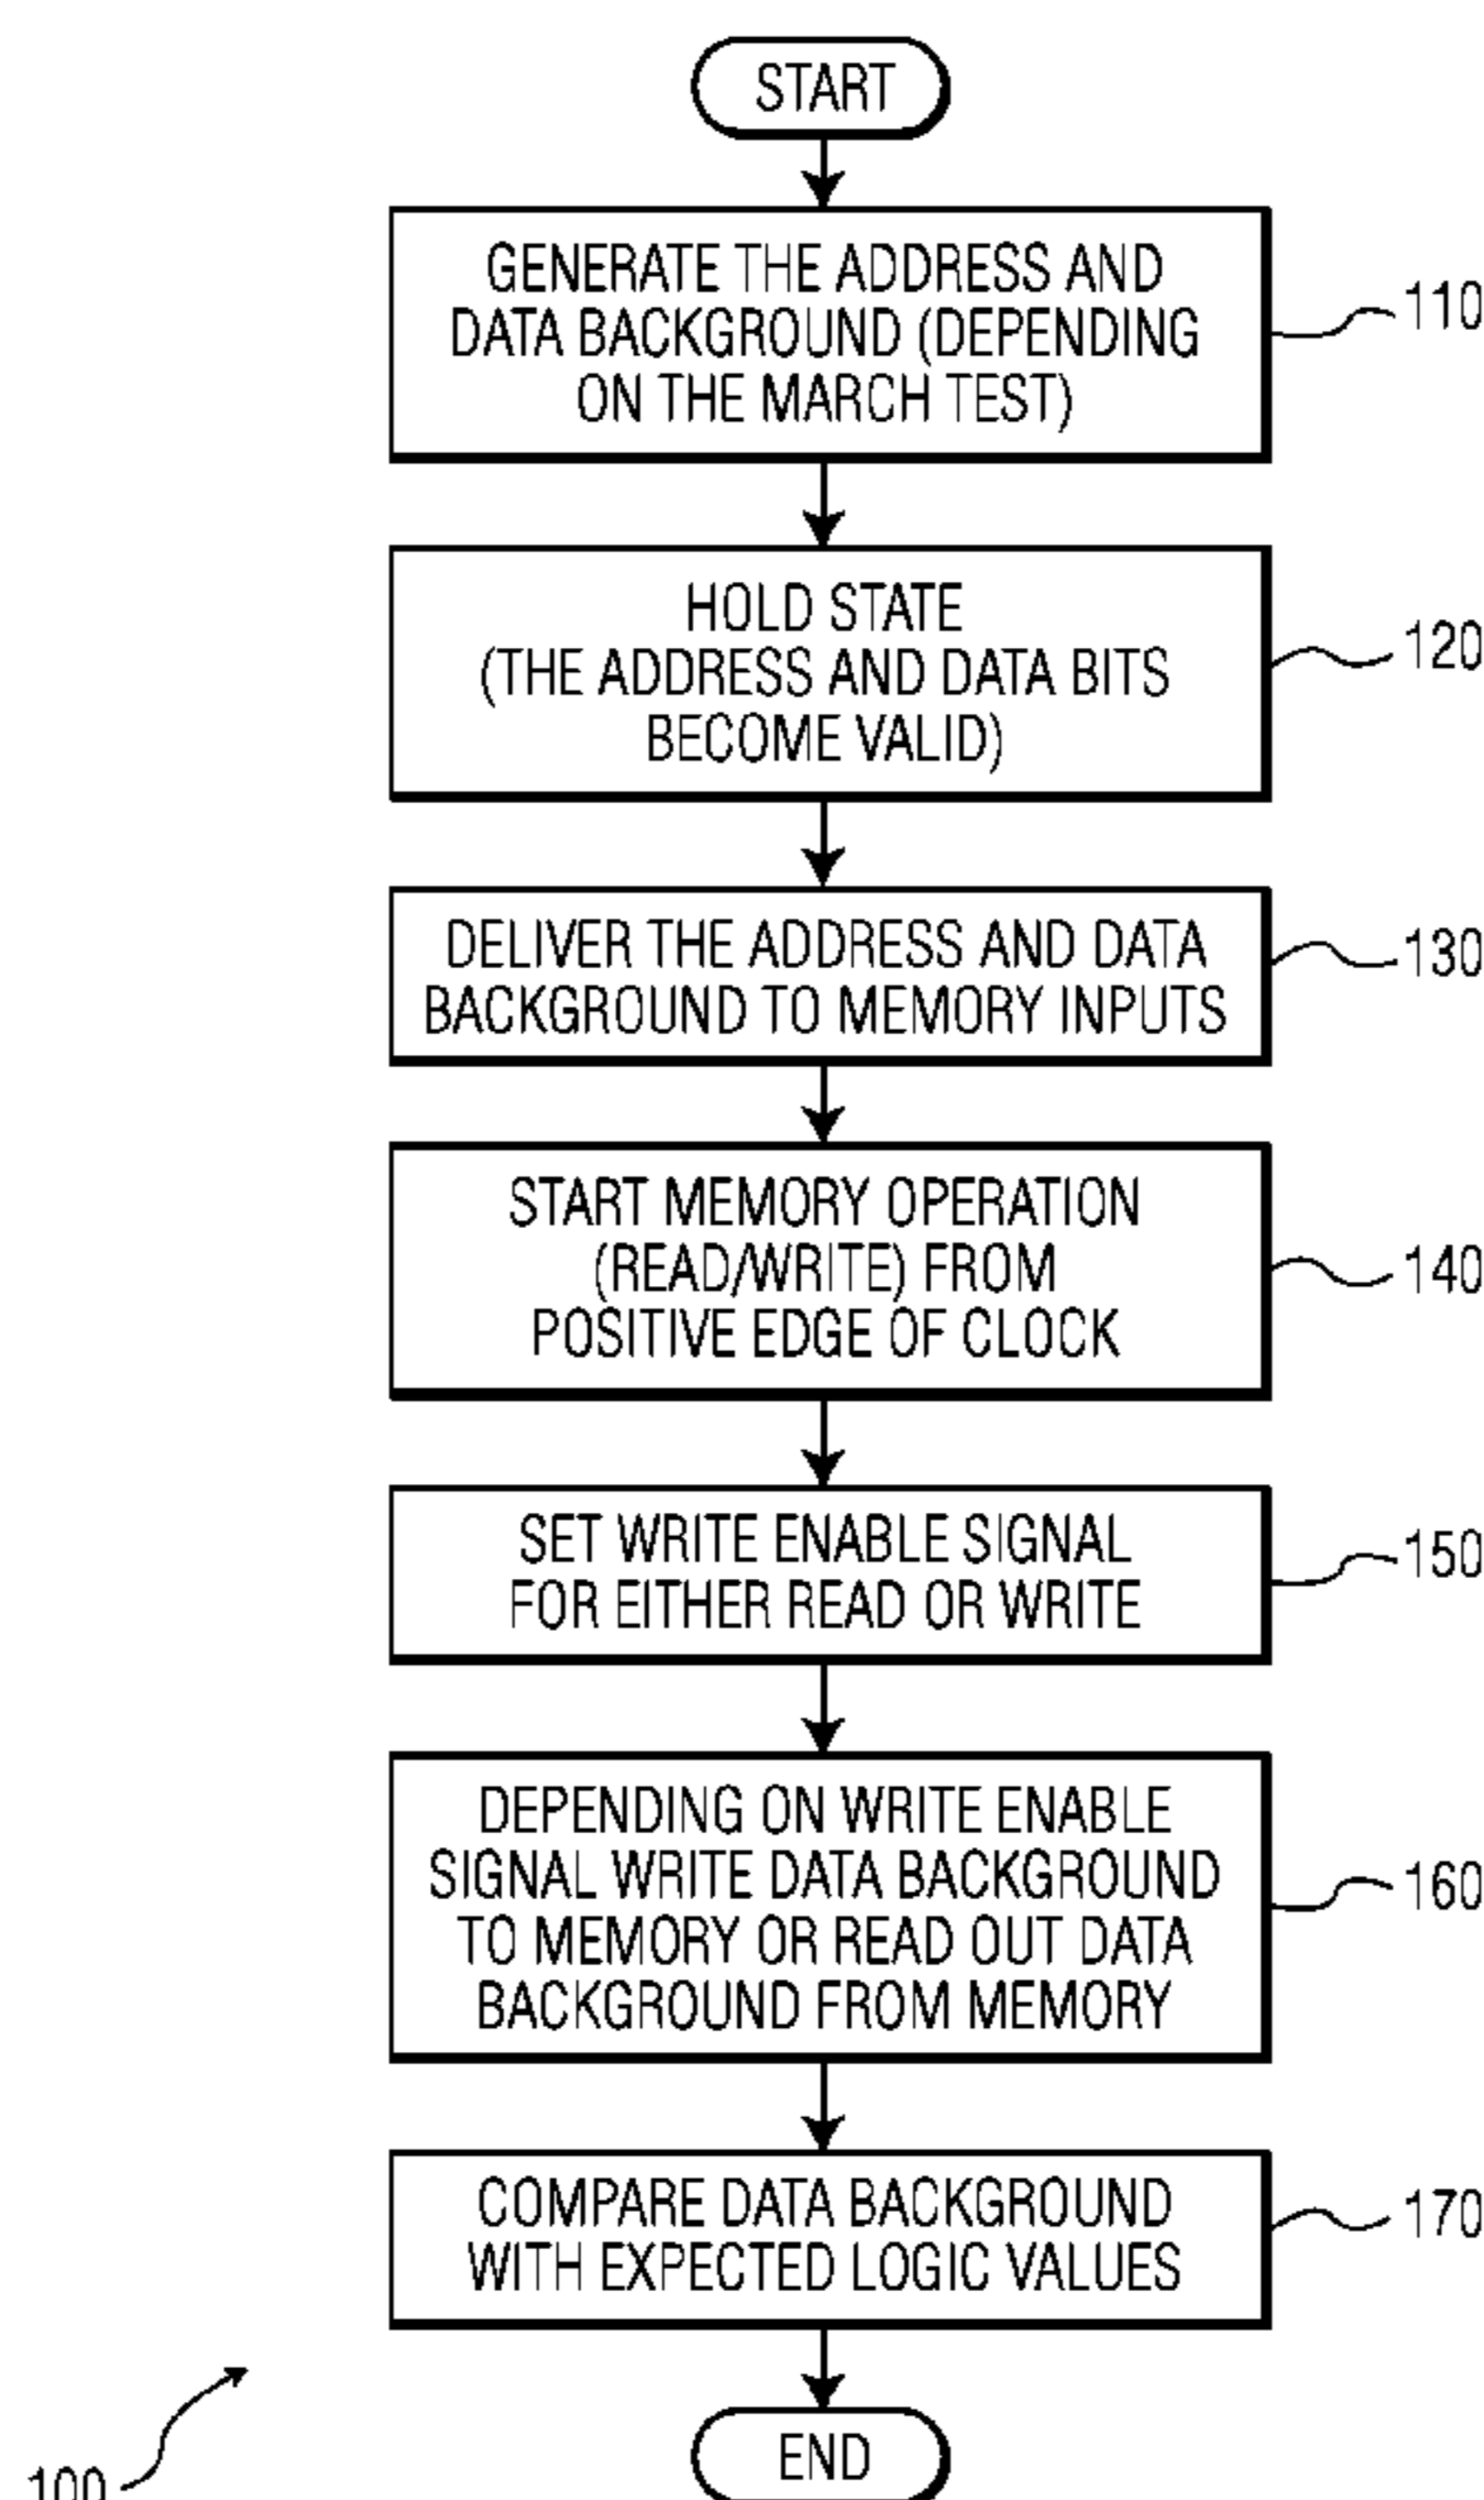 START
GENERATE THE ADDRESS AND
DATA BACKGROUND (DEPENDING
ON THE MARCH TEST)
110
HOLD STATE
(THE ADDRESS AND DATA BITS
BECOME VALID)
120
DELIVER THE ADDRESS AND DATA
BACKGROUND TO MEMORY INPUTS
130
START MEMORY OPERATION
(READ/WRITE) FROM
POSITIVE EDGE OF CLOCK
140
SET WRITE ENABLE SIGNAL
FOR EITHER READ OR WRITE
150
DEPENDING ON WRITE ENABLE
SIGNAL WRITE DATA BACKGROUND
TO MEMORY OR READ OUT DATA
BACKGROUND FROM MEMORY
160
COMPARE DATA BACKGROUND
WITH EXPECTED LOGIC VALUES
170
END
100